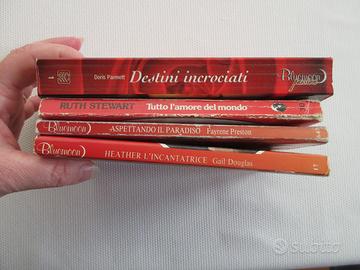 Doris Parmett Destini incrociati Bluemoon
RUTH STEWART Tutto l'amore del mondo
Bluemoon ASPETTANDO IL PARADISO Fayrene Preston
Bluemoon HEATHER L'INCANTATRICE Gail Douglas
subito